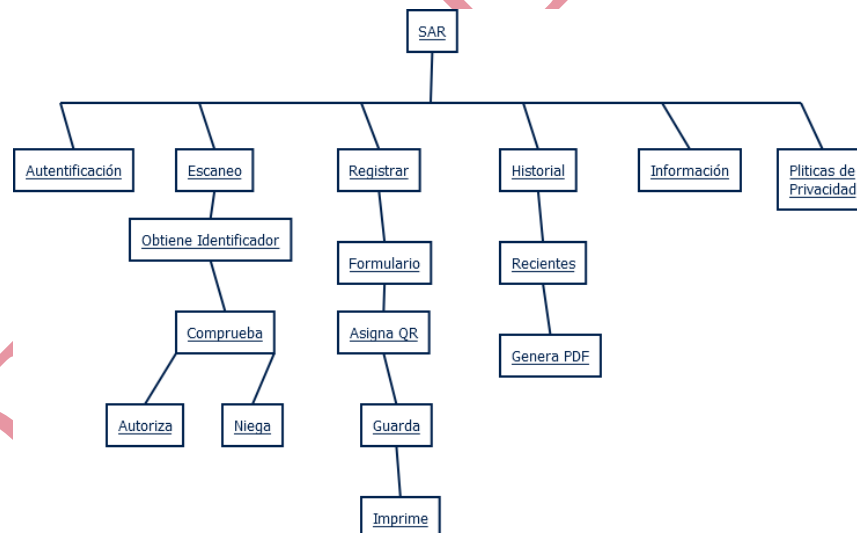 SAR
Autentificación
Escaneo
Registrar
Historial
Información
Pliticas de
Privacidad
Obtiene Identificador
Formulario
Recientes
Comprueba
Asigna QR
Genera PDF
Autoriza
Niega
Guarda
Imprime